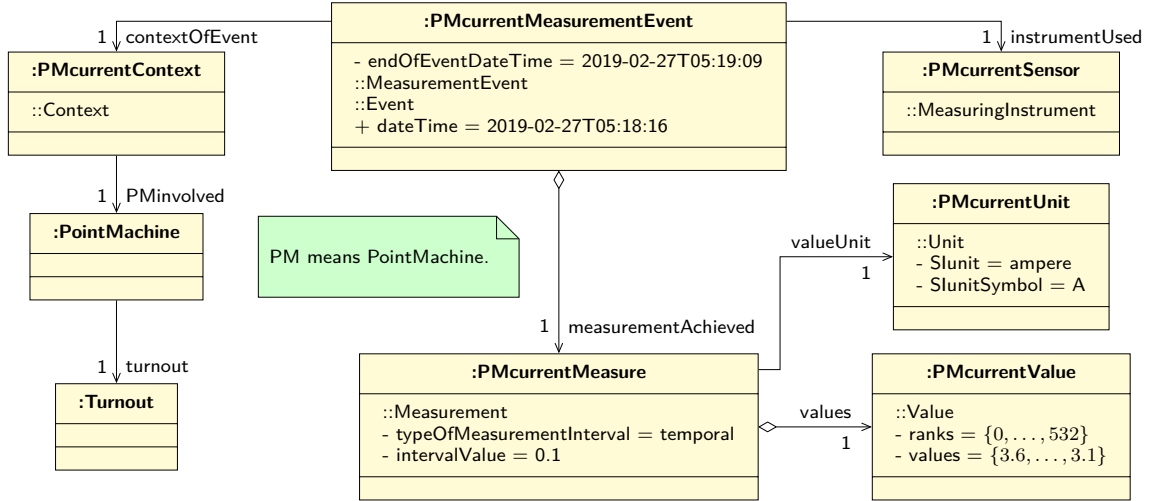 :PMcurrentMeasurementEvent
- endOfEventDateTime = 2019-02-27T05:19:09
::MeasurementEvent
::Event
+ dateTime = 2019-02-27T05:18:16
1 contextOfEvent
:PMcurrentContext
::Context
1 instrumentUsed
:PMcurrentSensor
::MeasuringInstrument
1 PMinvolved
:PointMachine
PM means PointMachine.
:PMcurrentUnit
::Unit
- SIunit = ampere
- SIunitSymbol = A
valueUnit
1
1 measurementAchieved
1 turnout
:Turnout
:PMcurrentMeasure
::Measurement
- typeOfMeasurementInterval = temporal
- intervalValue = 0.1
values
1
:PMcurrentValue
::Value
- ranks = {0, . . . , 532}
- values = {3.6, . . . , 3.1}